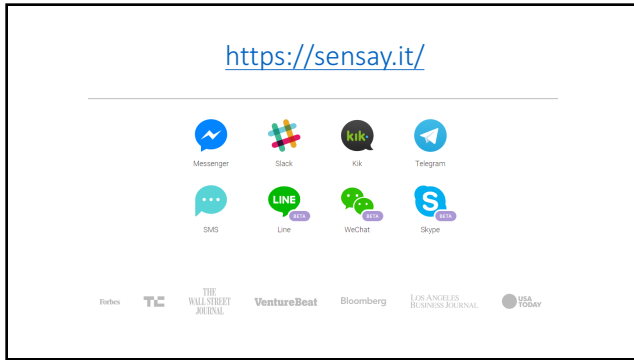 https://sensay.it/
kik·
Messenger Slack Kik Telegram
LINE
BETA BETA BETA
SMS Line WeChat Skype
Forbes TC THE WALL STREET JOURNAL VentureBeat Bloomberg LOS ANGELES BUSINESS JOURNAL USA TODAY